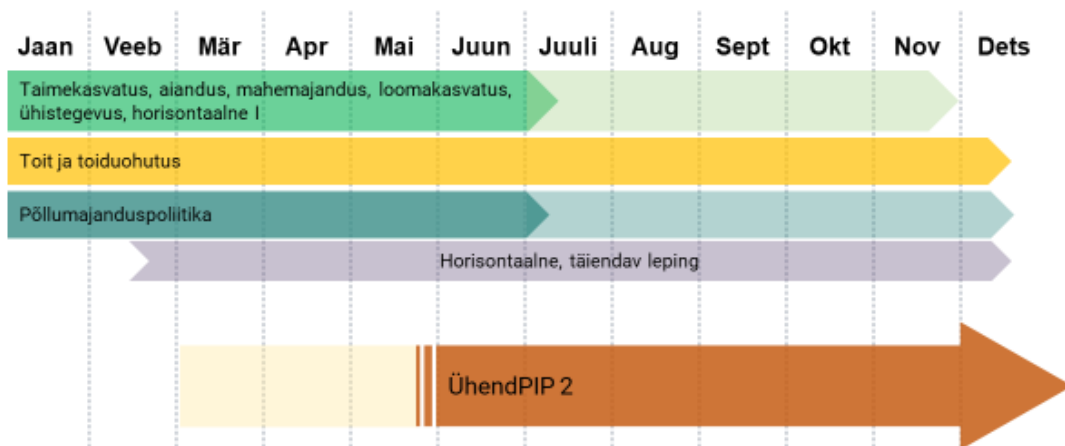 Jaan Veeb Mär Apr Mai Juun Juuli Aug Sept Okt Nov Dets
Taimekasvatus, aiandus, mahemajandus, loomakasvatus,
ühistegevus, horisontaalne I
Toit ja toiduohutus
Põllumajanduspoliitika
Horisontaalne, täiendav leping
ÜhendPIP 2